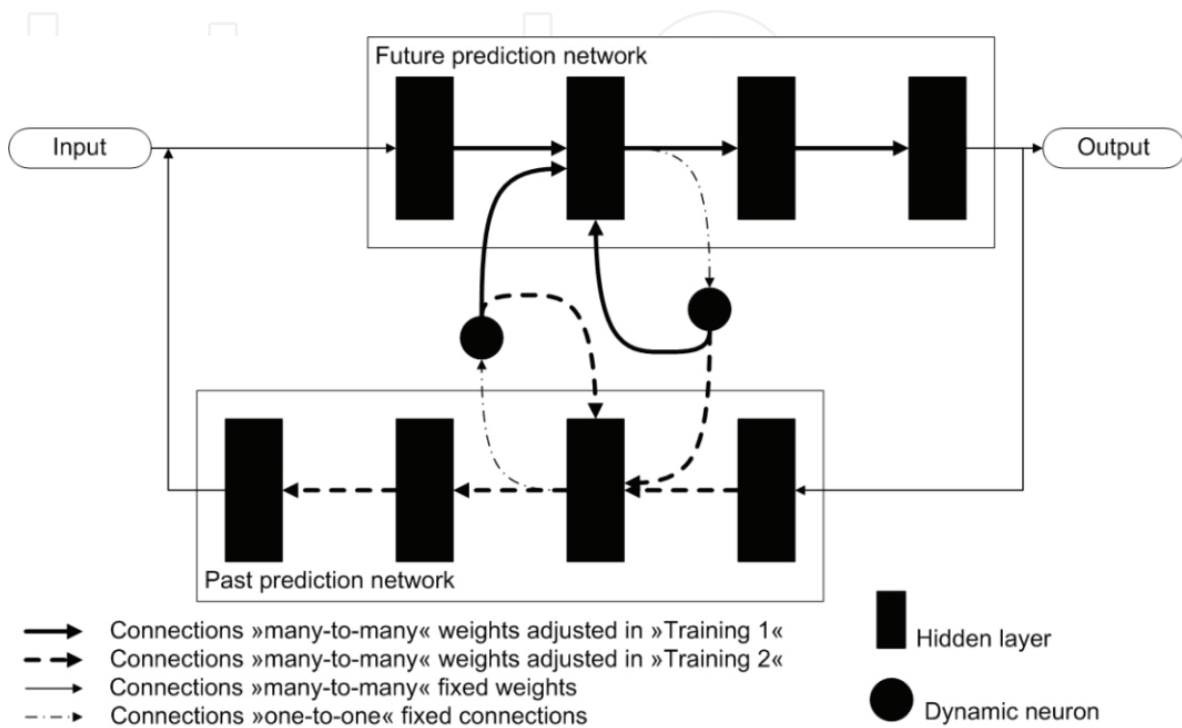 Future prediction network
Input
Output
Past prediction network
Connections »many-to-many« weights adjusted in »Training 1«
Connections »many-to-many« weights adjusted in »Training 2«
Connections »many-to-many« fixed weights
Connections »one-to-one« fixed connections
Hidden layer
Dynamic neuron